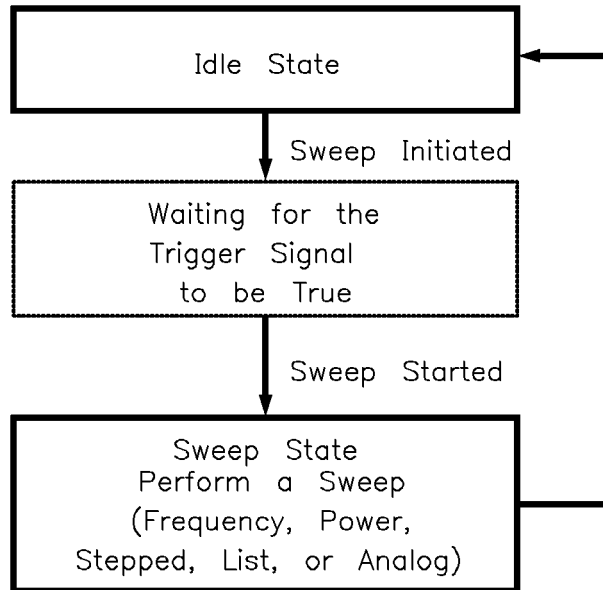 Idle State
Sweep Initiated
Waiting for the
Trigger Signal
to be True
Sweep Started
Sweep State
Perform a Sweep
(Frequency, Power,
Stepped, List, or Analog)